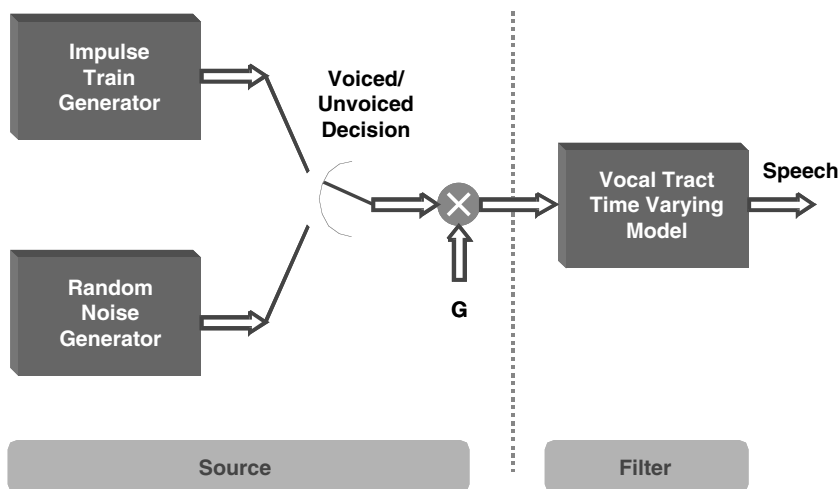 Impulse
Train
Generator
Voiced/
Unvoiced
Decision
Vocal Tract
Time Varying
Model
Speech
Random
Noise
Generator
G
Source
Filter